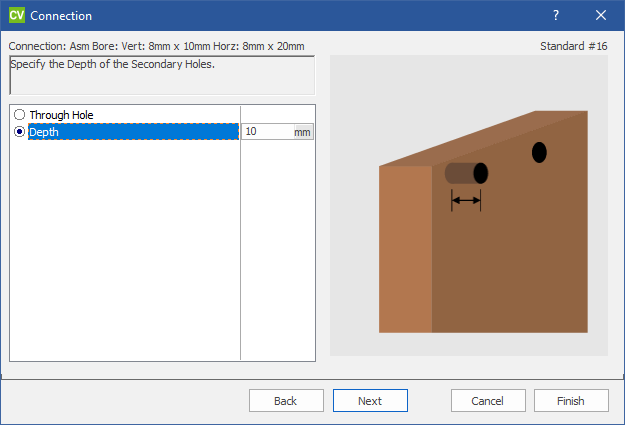 CV Connection ?
Connection: Asm Bore: Vert: 8mm x 10mm Horz: 8mm x 20mm Standard #16
Specify the Depth of the Secondary Holes.
Through Hole
Depth 10 mm
Back Next Cancel Finish